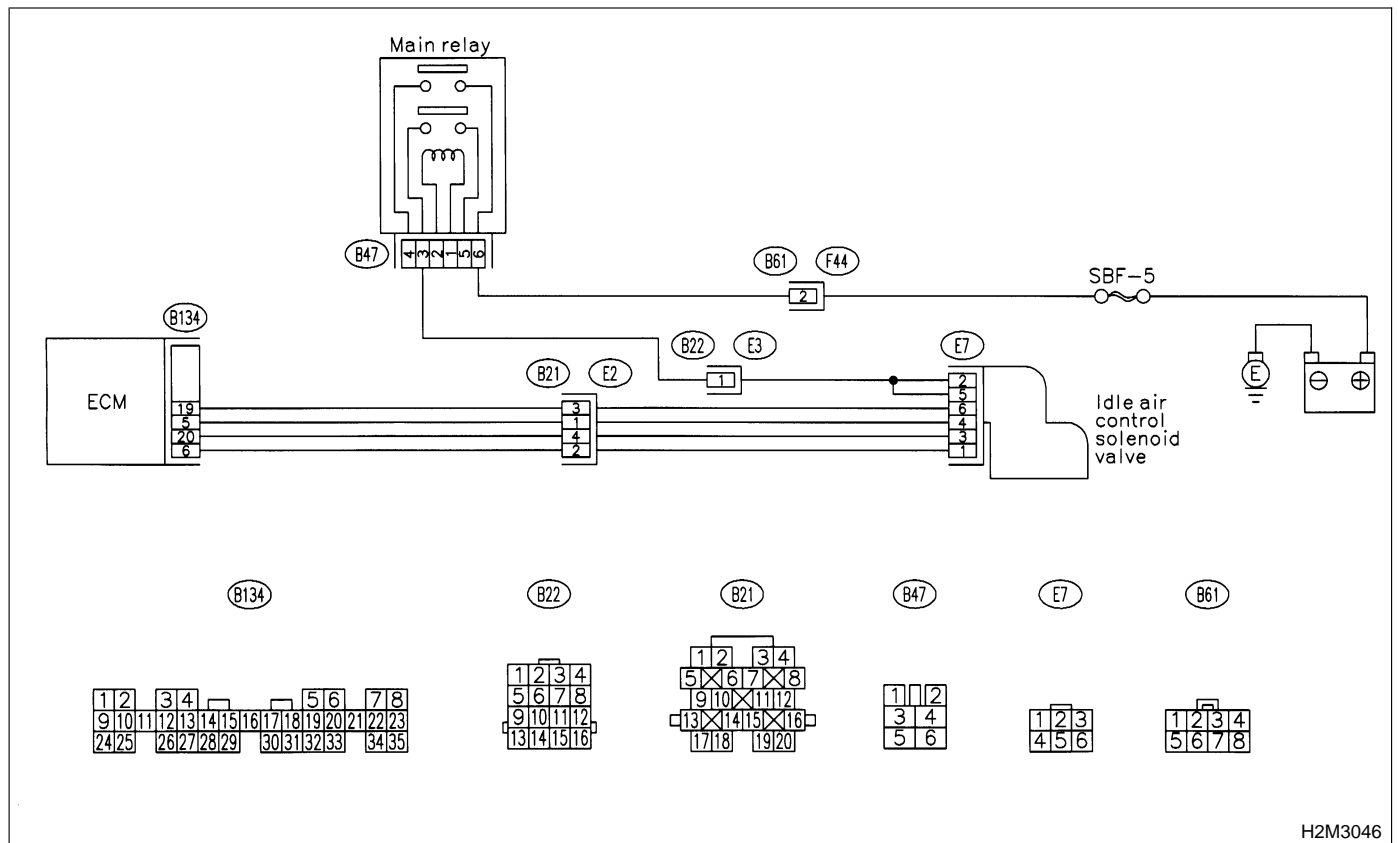 Main relay
B47
4 3 2 1 5 6
B61 F44
2
SBF-5
B134
B22 E3
1
E7
2
5
6
4
3
1
B21 E2
3
1
4
2
ECM
19
5
20
6
Idle air
control
solenoid
valve
E
⊖ ⊕
B134
B22
B21
B47
E7
B61
1 2 3 4 5 6 7 8
9 10 11 12 13 14 15 16 17 18 19 20 21 22 23
24 25 26 27 28 29 30 31 32 33 34 35
1 2 3 4
5 6 7 8
9 10 11 12
13 14 15 16
1 2 3 4
5 6 7 8
9 10 11 12
13 14 15 16
17 18 19 20
1 2
3 4
5 6
1 2 3
4 5 6
1 2 3 4
5 6 7 8
H2M3046